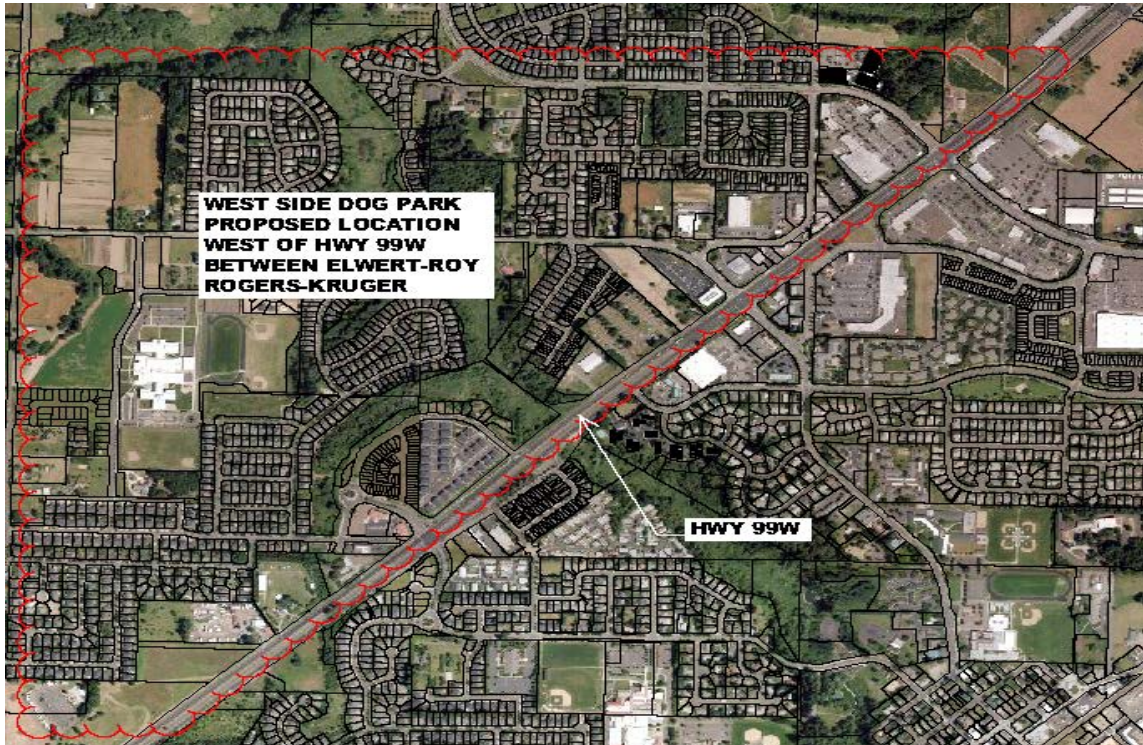 WEST SIDE DOG PARK
PROPOSED LOCATION
WEST OF HWY 99W
BETWEEN ELWERT-ROY
ROGERS-KRUGER
HWY 99W